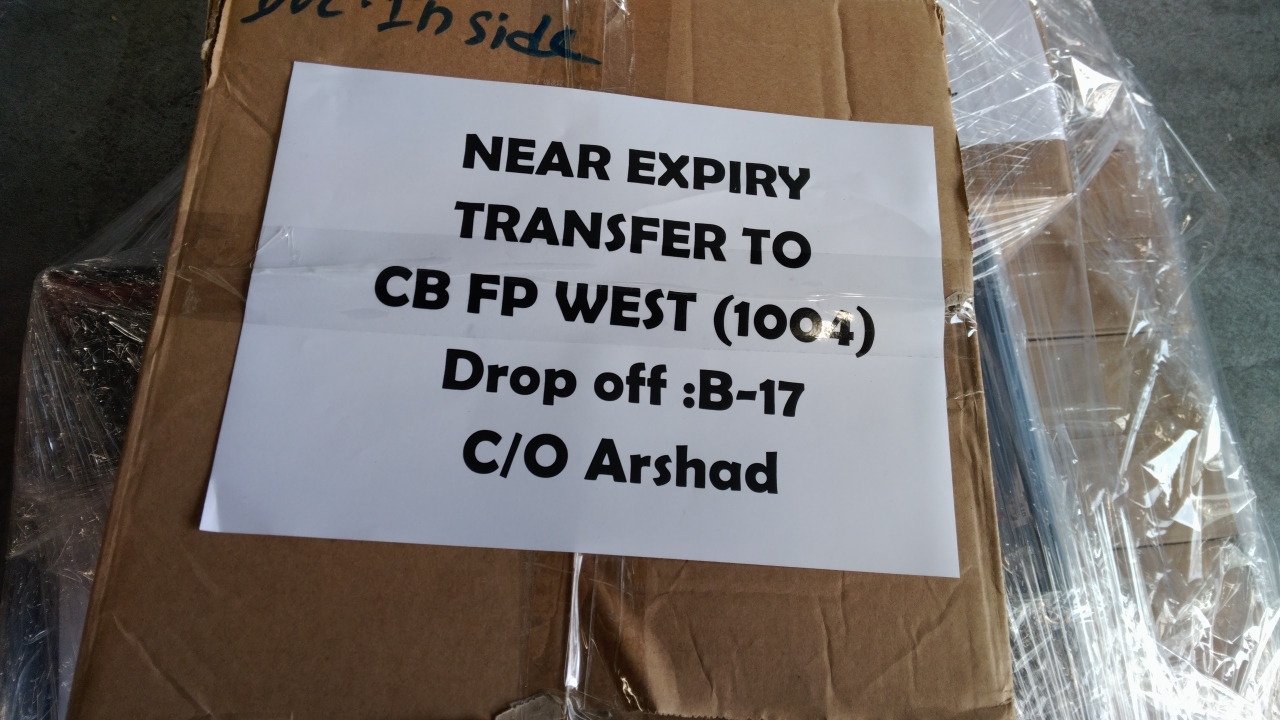 Inside
NEAR EXPIRY
TRANSFER TO
CB FP WEST (1004)
Drop off :B-17
C/O Arshad